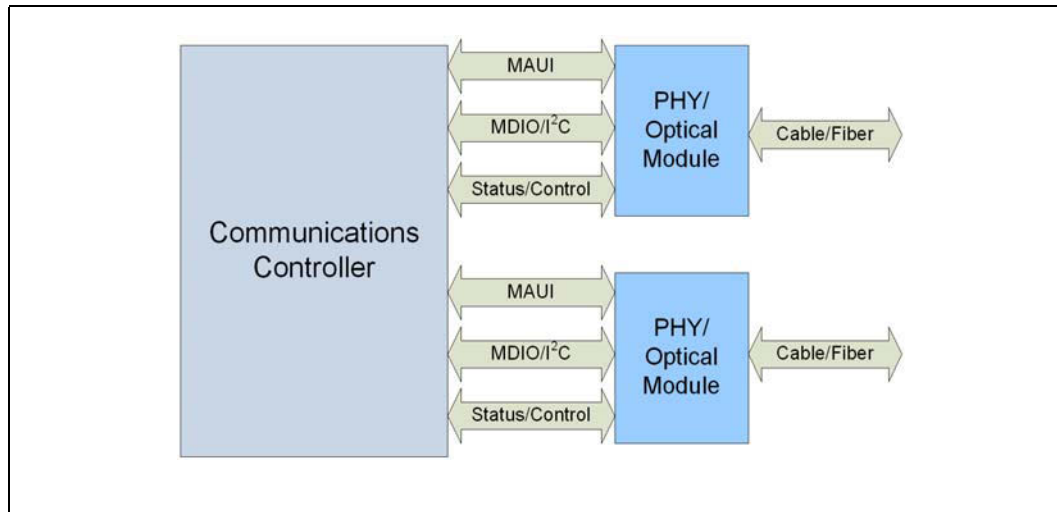 Communications
Controller
MAUI
MDIO/I²C
Status/Control
PHY/
Optical
Module
Cable/Fiber
MAUI
MDIO/I²C
Status/Control
PHY/
Optical
Module
Cable/Fiber